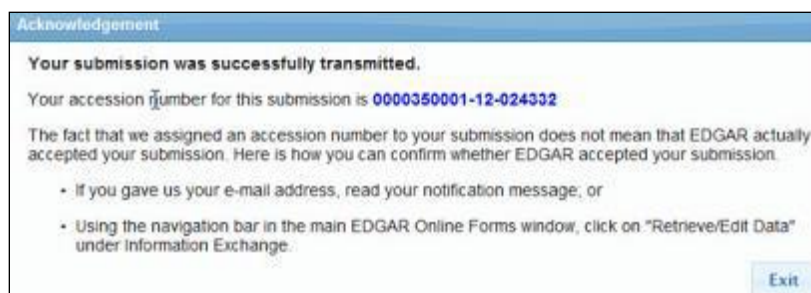 Acknowledgement
Your submission was successfully transmitted.
Your accession number for this submission is 0000350001-12-024332
The fact that we assigned an accession number to your submission does not mean that EDGAR actually
accepted your submission. Here is how you can confirm whether EDGAR accepted your submission.
• If you gave us your e-mail address, read your notification message; or
• Using the navigation bar in the main EDGAR Online Forms window, click on "Retrieve/Edit Data"
under Information Exchange.
Exit